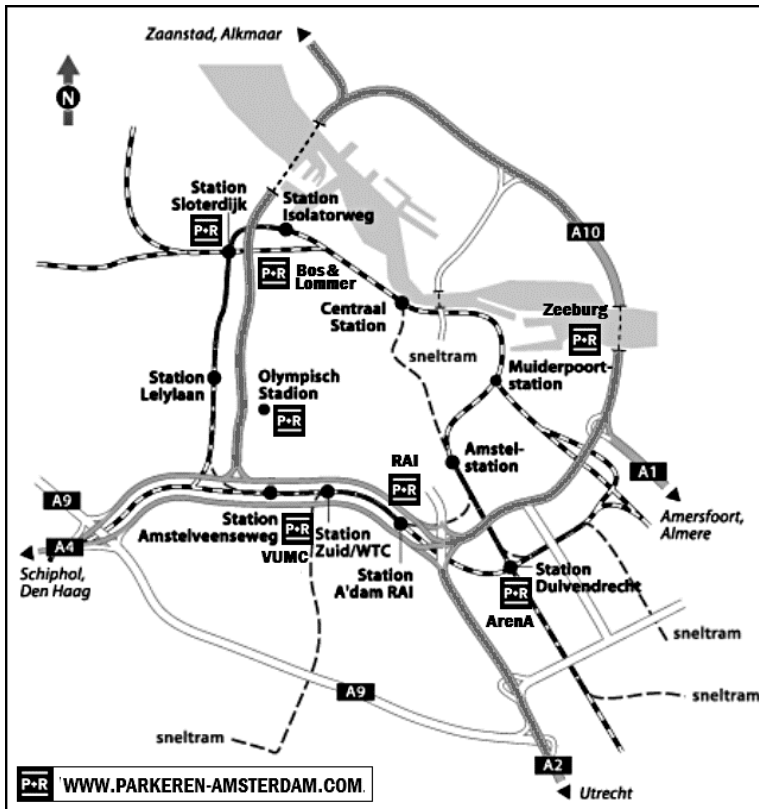 Zaanstad, Alkmaar
N
Station
Sloterdijk
P+R
Station
Isolatorweg
A10
P+R
Bos &
Lommer
Centraal
Station
Zeeburg
P+R
sneltram
Muiderpoort-
station
Station
Lelylaan
Olympisch
Stadion
P+R
Amstel-
station
RAI
P+R
A1
Amersfoort,
Almere
A9
A4
Schiphol,
Den Haag
Station
Amstelveenseweg
P+R
VUMC
Station
Zuid/WTC
Station
A'dam RAI
Station
Duivendrecht
P+R
ArenA
sneltram
sneltram
sneltram
A9
A2
Utrecht
P+R WWW.PARKEREN-AMSTERDAM.COM